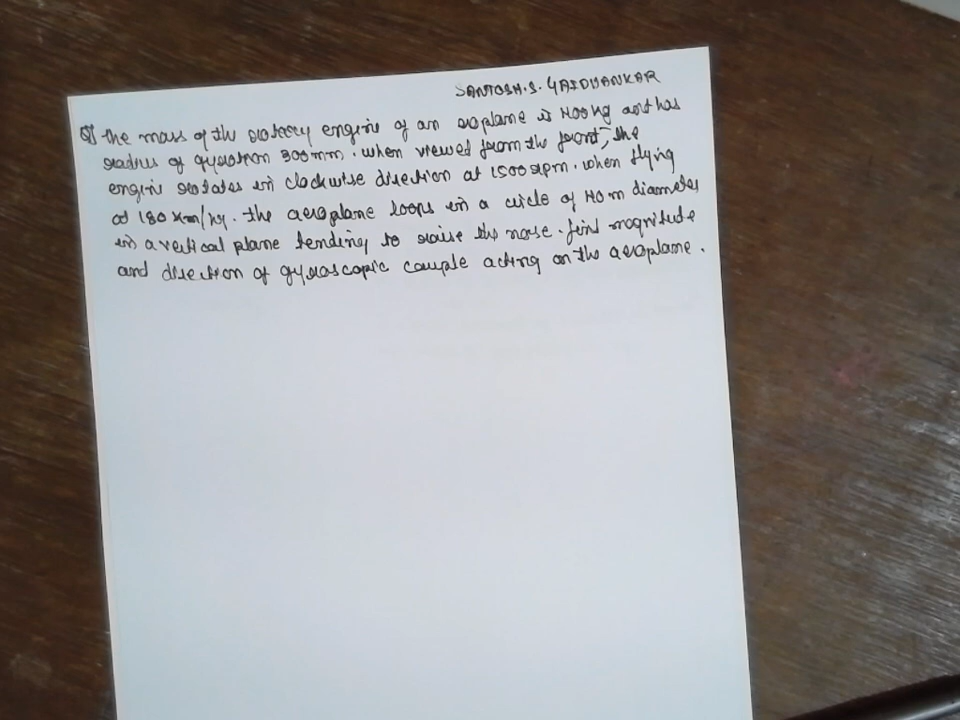 SANTOSH.S. GAIDHANKAR
Q] the mass of the rotary engine of an aroplane is 400 kg and has
radius of gyration 300mm. when viewed from the front, the
engine rotates in clockwise direction at 1500 rpm. when flying
at 180 km/hr. the aeroplane loops in a circle of 40 m diameter
in a vertical plane tending to raise the nose. find magnitude
and direction of gyroscopic couple acting on the aeroplane.